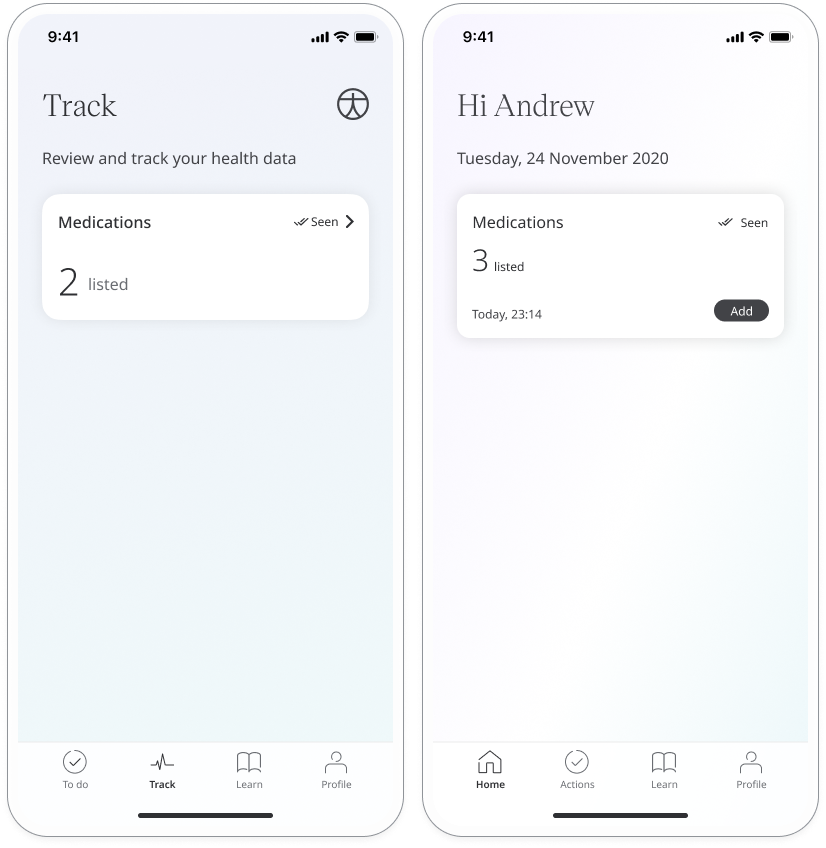 9:41
Track
Review and track your health data
Medications Seen
2 listed
To do Track Learn Profile
9:41
Hi Andrew
Tuesday, 24 November 2020
Medications Seen
3 listed
Today, 23:14 Add
Home Actions Learn Profile